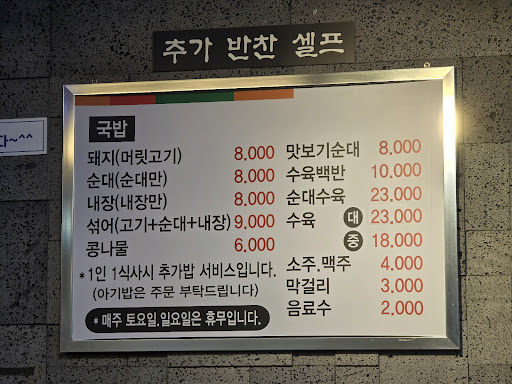 추가 반찬 셀프
다~^^
국밥
돼지(머릿고기) 8.000
순대(순대만) 8.000
내장(내장만) 8.000
섞어(고기+순대+내장) 9.000
콩나물 6.000
*1인 1식사시 추가밥 서비스입니다.
(아기밥은 주문 부탁드립니다)
*매주 토요일.일요일은 휴무입니다.
맛보기순대 8.000
수육백반 10.000
순대수육 23.000
수육 대 23.000
중 18.000
소주.맥주 4.000
막걸리 3.000
음료수 2.000